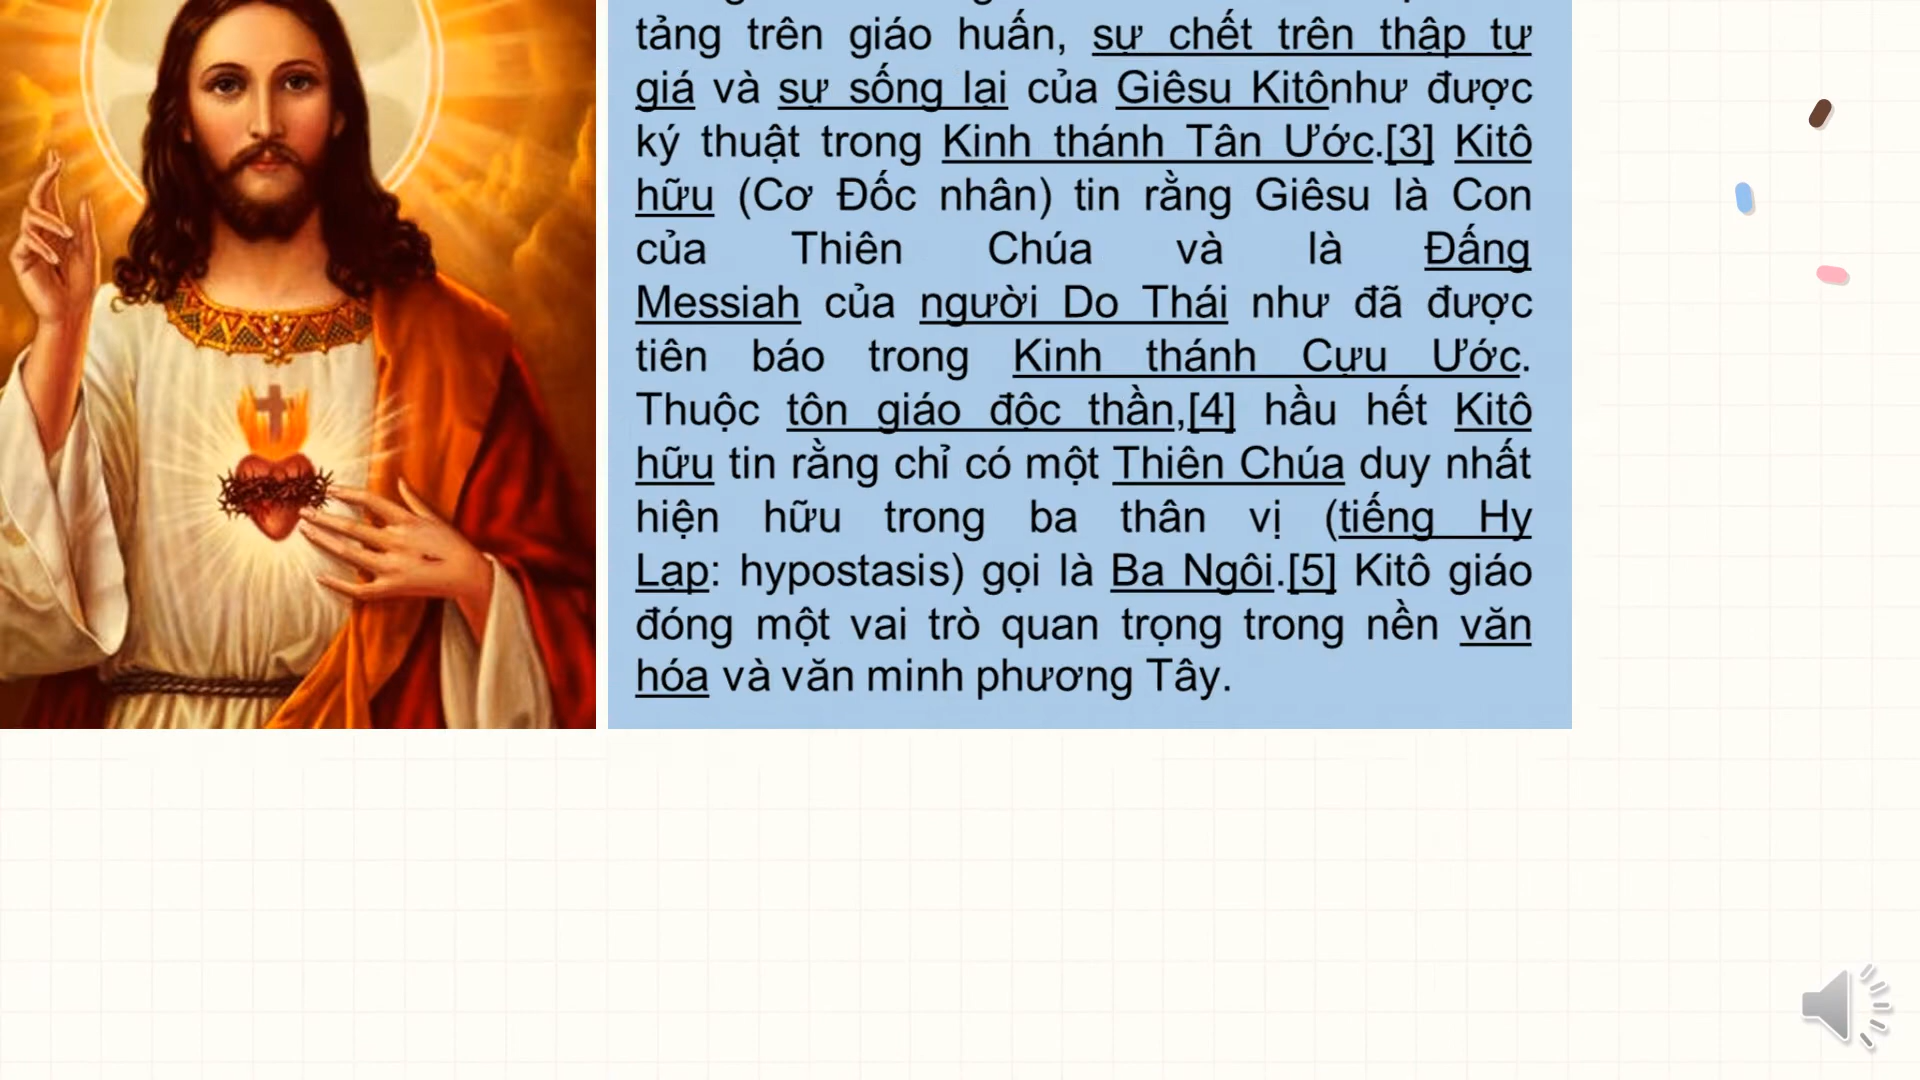 tảng trên giáo huấn, sự chết trên thập tự
giá và sự sống lại của Giêsu Kitônhư được
ký thuật trong Kinh thánh Tân Ước.[3] Kitô
hữu (Cơ Đốc nhân) tin rằng Giêsu là Con
của Thiên Chúa và là Đấng
Messiah của người Do Thái như đã được
tiên báo trong Kinh thánh Cựu Ước.
Thuộc tôn giáo độc thần,[4] hầu hết Kitô
hữu tin rằng chỉ có một Thiên Chúa duy nhất
hiện hữu trong ba thân vị (tiếng Hy
Lạp: hypostasis) gọi là Ba Ngôi.[5] Kitô giáo
đóng một vai trò quan trọng trong nền văn
hóa và văn minh phương Tây.